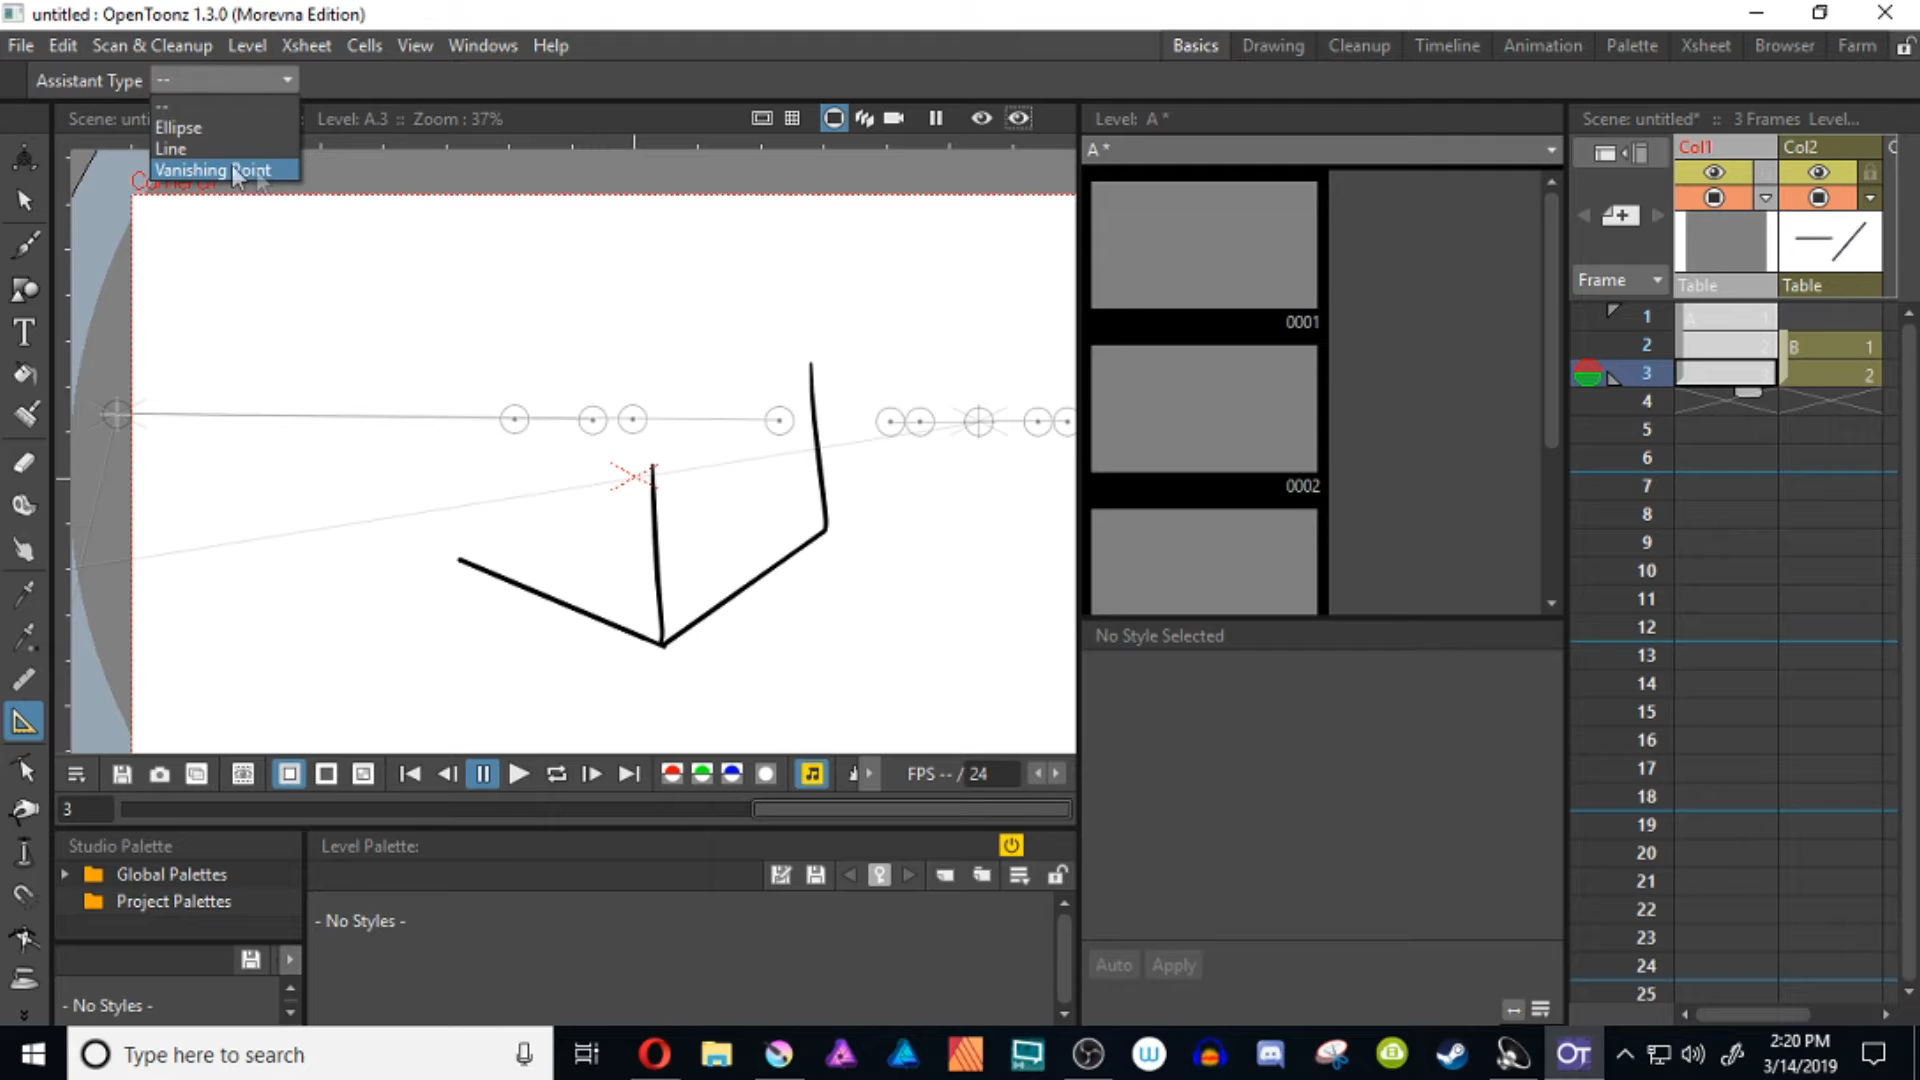 untitled : OpenToonz 1.3.0 (Morevna Edition)
File Edit Scan & Cleanup Level Xsheet Cells View Windows Help
Basics Drawing Cleanup Timeline Animation Palette Xsheet Browser Farm
Assistant Type --
--
Ellipse
Line
Vanishing Point
Scene: unti : Level: A.3 :: Zoom : 37%
Level: A *
A *
0001
0002
No Style Selected
Auto Apply
Scene: untitled* :: 3 Frames Level...
Col1 Col2
Frame
Table Table
1
2 B 1
3 2
4
5
6
7
8
9
10
11
12
13
14
15
16
17
18
19
20
21
22
23
24
25
FPS -- / 24
3
Studio Palette
Global Palettes
Project Palettes
- No Styles -
Level Palette:
- No Styles -
Type here to search
2:20 PM
3/14/2019